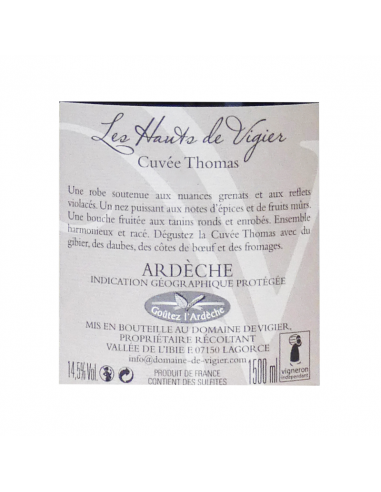 Les Hauts de Vigier
Cuvée Thomas
Une robe soutenue aux nuances grenats et aux reflets
violacés. Un nez puissant aux notes d'épices et de fruits mûrs.
Une bouche fruitée aux tanins ronds et enrobés. Ensemble
harmonieux et racé. Dégustez la Cuvée Thomas avec du
gibier, des daubes, des côtes de bœuf et des fromages.
ARDÈCHE
INDICATION GÉOGRAPHIQUE PROTÉGÉE
Goûtez l'Ardèche
MIS EN BOUTEILLE AU DOMAINE DE VIGIER,
PROPRIÉTAIRE RÉCOLTANT
VALLÉE DE L'IBIE F 07150 LAGORCE
info@domaine-de-vigier.com
14,5% Vol.
PRODUIT DE FRANCE
CONTIENT DES SULFITES
1500 ml
vigneron
indépendant